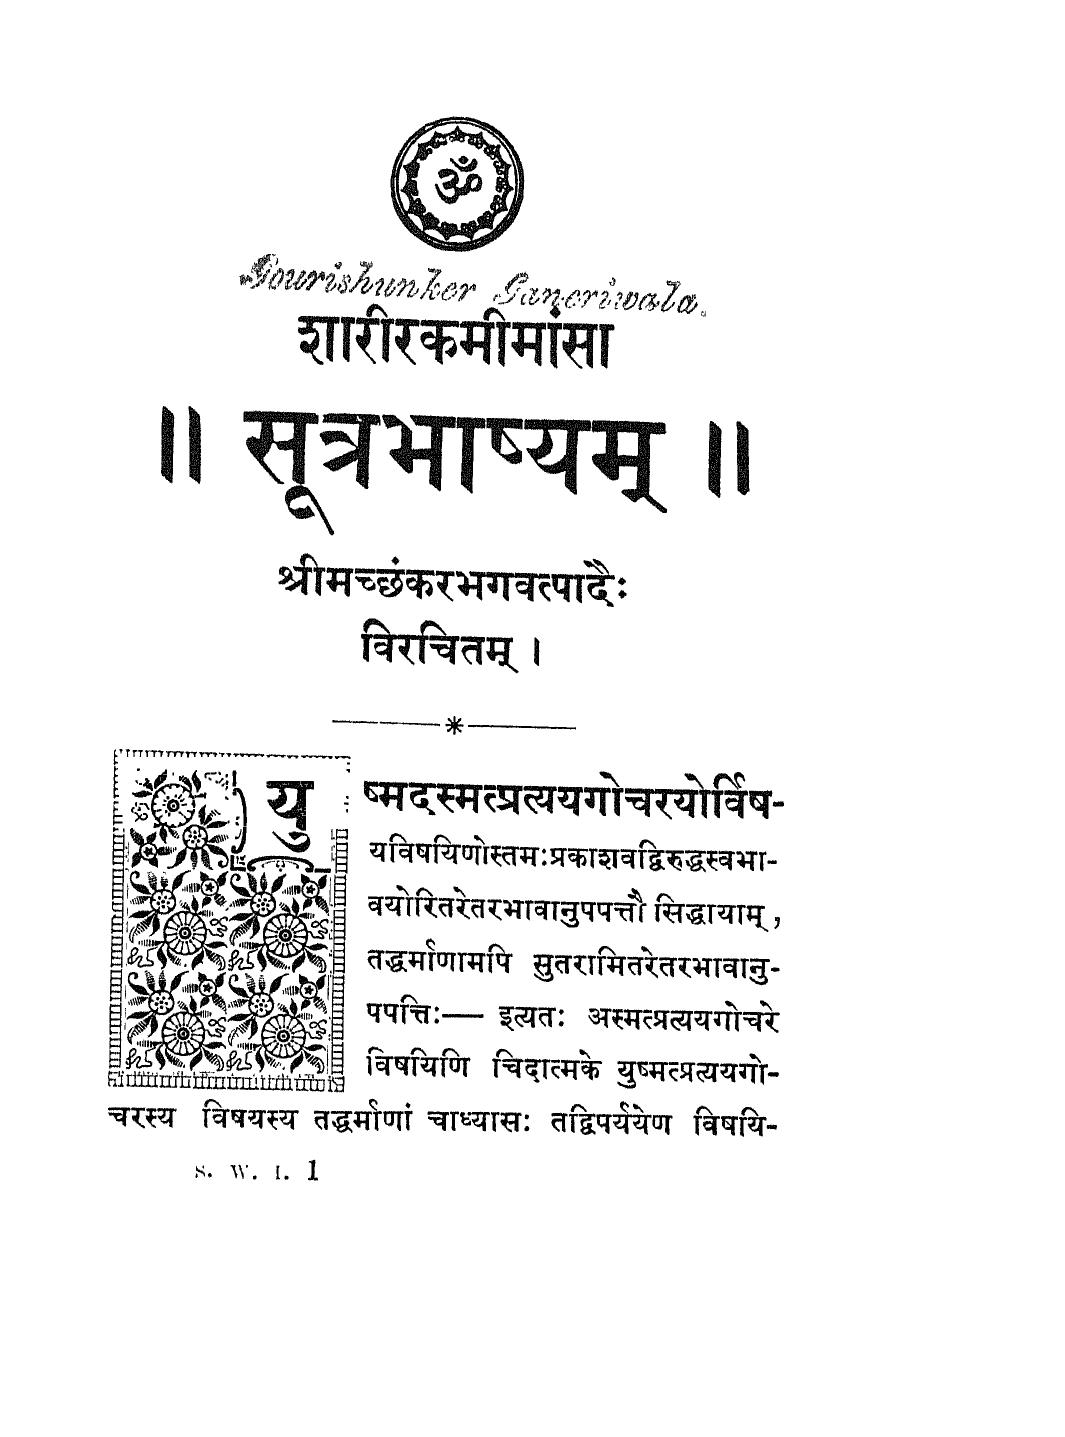 ॐ
Gourishunker Ganeriwala.
शारीरकमीमांसा
॥ सूत्रभाष्यम् ॥
श्रीमच्छंकरभगवत्पादैः
विरचितम् ।
युष्मदस्मत्प्रत्ययगोचरयोर्विष-
यविषयिणोस्तमःप्रकाशवद्विरुद्धस्वभा-
वयोरितरेतरभावानुपपत्तौ सिद्धायाम्,
तद्धर्माणामपि सुतरामितरेतरभावानु-
पपत्तिः— इत्यतः अस्मत्प्रत्ययगोचरे
विषयिणि चिदात्मके युष्मत्प्रत्ययगो-
चरस्य विषयस्य तद्धर्माणां चाध्यासः तद्विपर्ययेण विषयि-
S. W. I. 1